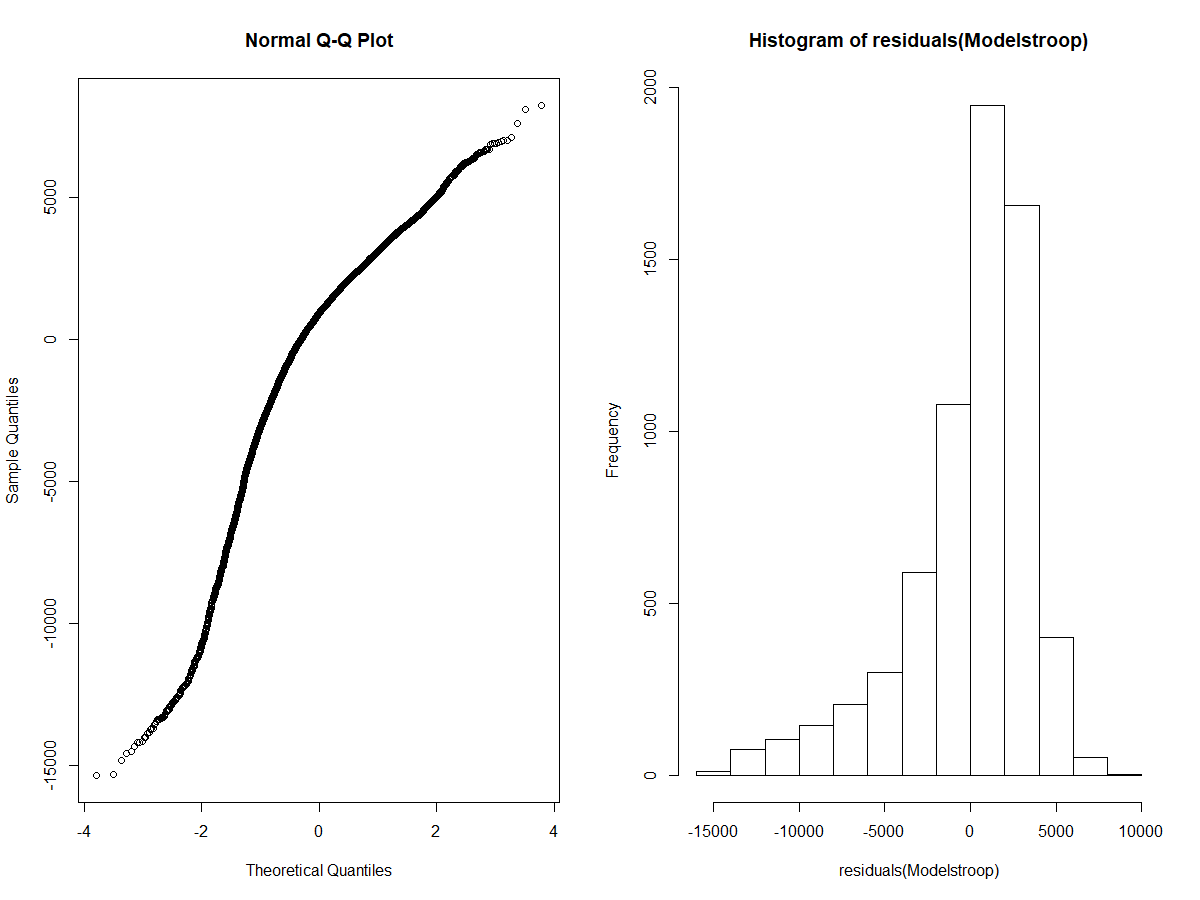 Normal Q-Q Plot
Sample Quantiles
5000
0
-5000
-10000
-15000
-4 -2 0 2 4
Theoretical Quantiles
Histogram of residuals(Modelstroop)
Frequency
2000
1500
1000
500
0
-15000 -10000 -5000 0 5000 10000
residuals(Modelstroop)